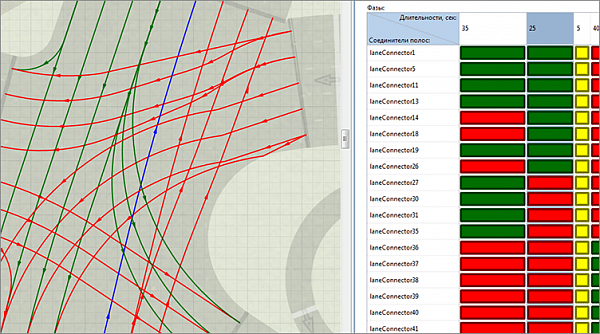 Фазы:
Длительности, сек:
35 25 5 40
Соединители полос:
laneConnector1
laneConnector5
laneConnector11
laneConnector13
laneConnector14
laneConnector18
laneConnector19
laneConnector26
laneConnector27
laneConnector30
laneConnector31
laneConnector35
laneConnector36
laneConnector37
laneConnector38
laneConnector39
laneConnector40
laneConnector41